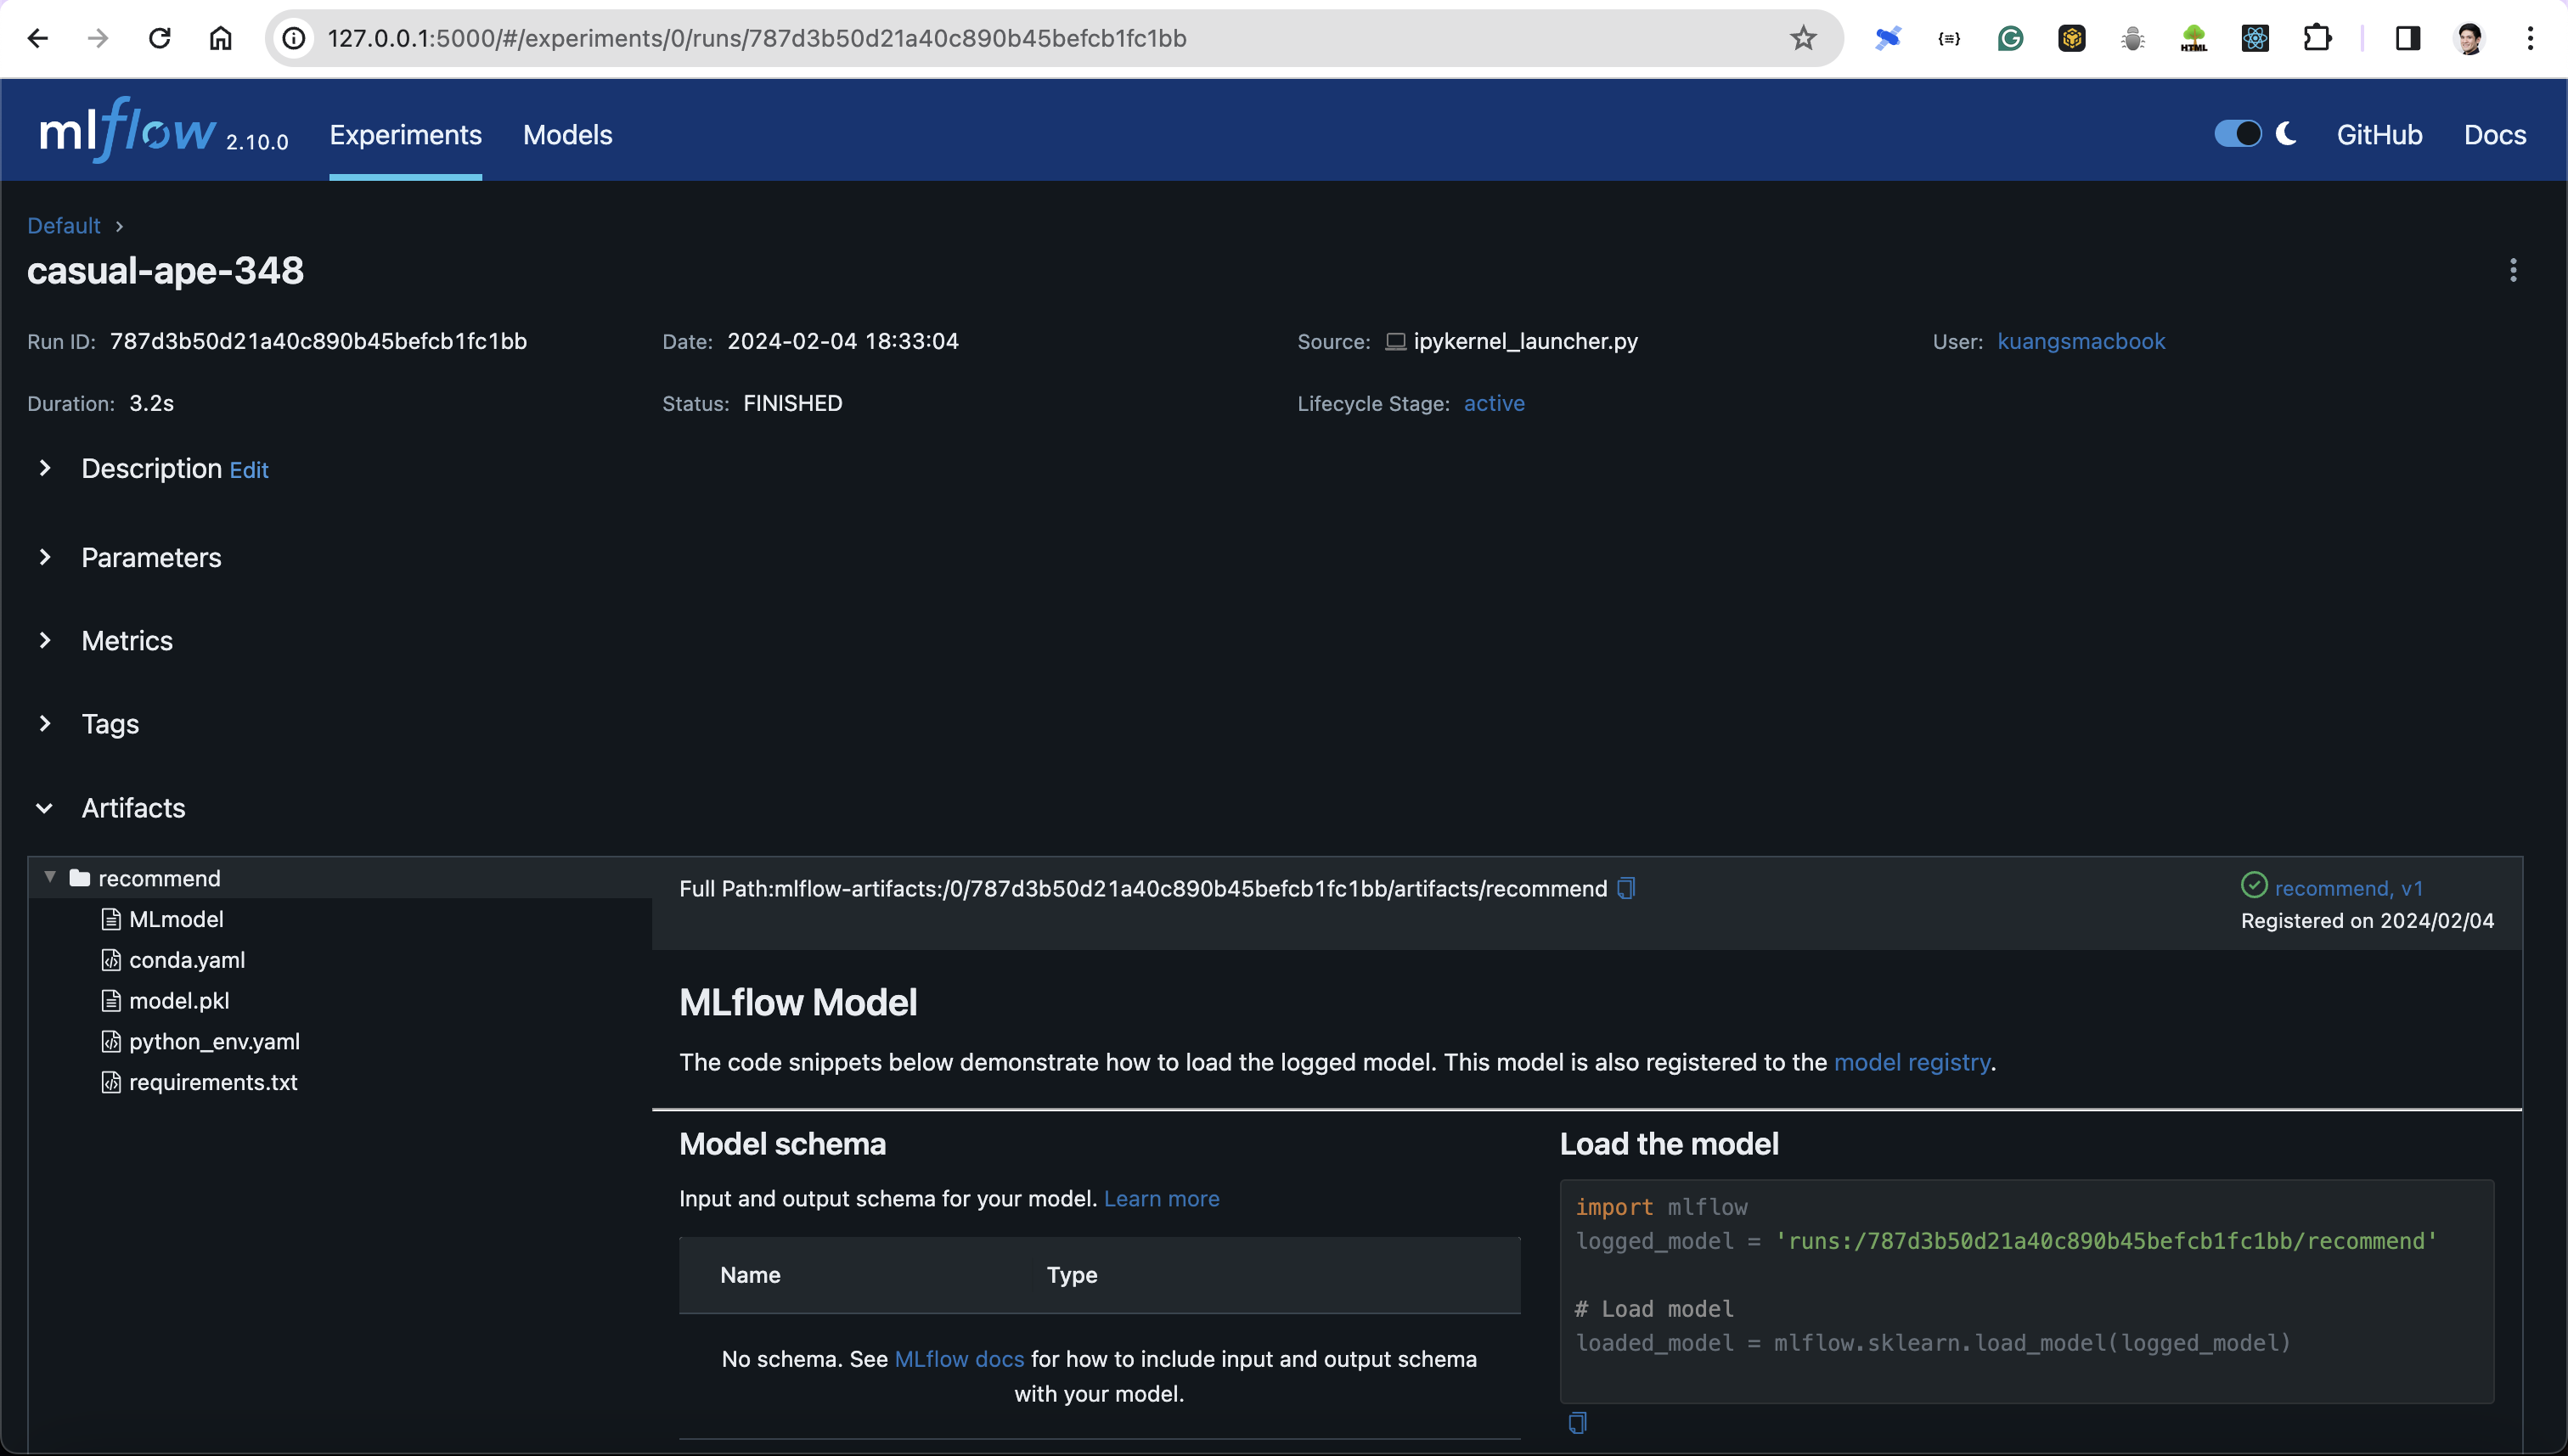 127.0.0.1:5000/#/experiments/0/runs/787d3b50d21a40c890b45befcb1fc1bb
HTML
mlflow 2.10.0 Experiments Models GitHub Docs
Default
casual-ape-348
Run ID: 787d3b50d21a40c890b45befcb1fc1bb Date: 2024-02-04 18:33:04 Source: ipykernel_launcher.py User: kuangsmacbook
Duration: 3.2s Status: FINISHED Lifecycle Stage: active
Description Edit
Parameters
Metrics
Tags
Artifacts
recommend
MLmodel
conda.yaml
model.pkl
python_env.yaml
requirements.txt
Full Path:mlflow-artifacts:/0/787d3b50d21a40c890b45befcb1fc1bb/artifacts/recommend
recommend, v1
Registered on 2024/02/04
MLflow Model
The code snippets below demonstrate how to load the logged model. This model is also registered to the model registry.
Model schema
Input and output schema for your model. Learn more
Name Type
No schema. See MLflow docs for how to include input and output schema
with your model.
Load the model
import mlflow
logged_model = 'runs:/787d3b50d21a40c890b45befcb1fc1bb/recommend'
# Load model
loaded_model = mlflow.sklearn.load_model(logged_model)